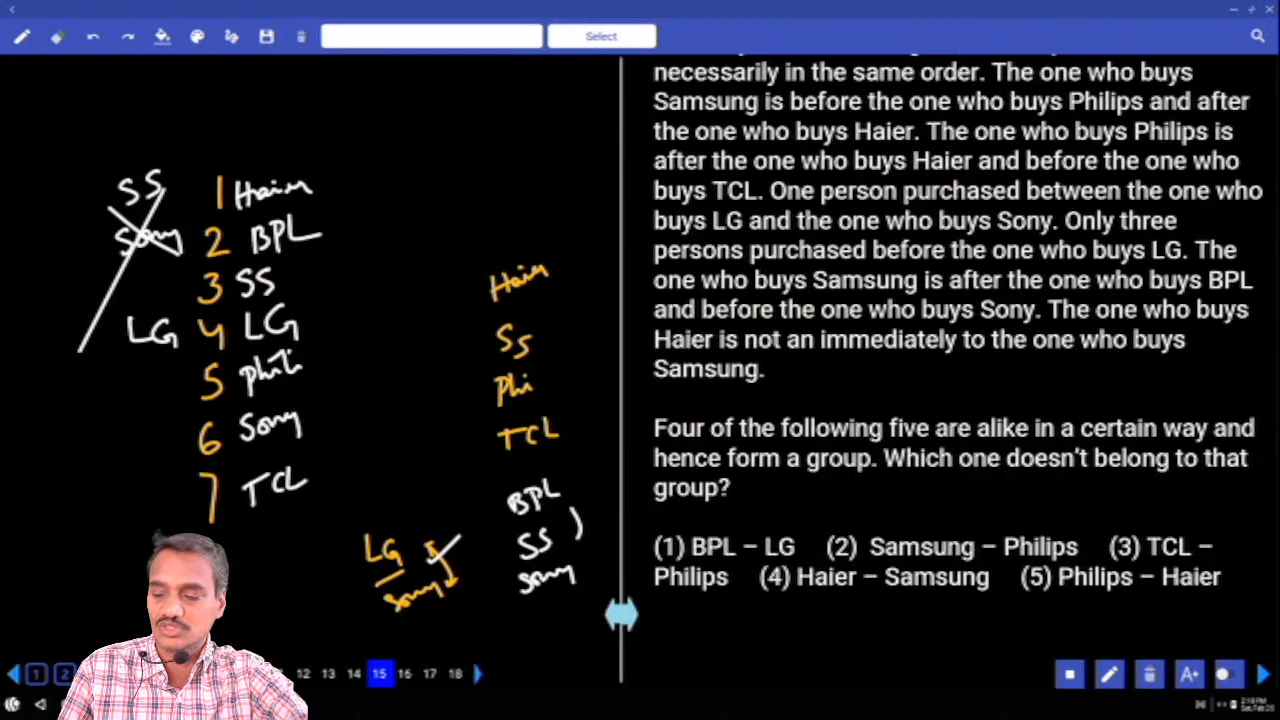 Select
SS
Sony
LG
1 Haier
2 BPL
3 SS
4 LG
5 Phili
6 Sony
7 TCL
Haier
SS
Phi
TCL
BPL
SS
Sony
LG
Sony
necessarily in the same order. The one who buys
Samsung is before the one who buys Philips and after
the one who buys Haier. The one who buys Philips is
after the one who buys Haier and before the one who
buys TCL. One person purchased between the one who
buys LG and the one who buys Sony. Only three
persons purchased before the one who buys LG. The
one who buys Samsung is after the one who buys BPL
and before the one who buys Sony. The one who buys
Haier is not an immediately to the one who buys
Samsung.
Four of the following five are alike in a certain way and
hence form a group. Which one doesn't belong to that
group?
(1) BPL – LG (2) Samsung – Philips (3) TCL –
Philips (4) Haier – Samsung (5) Philips – Haier
1 2 12 13 14 15 16 17 18
A+